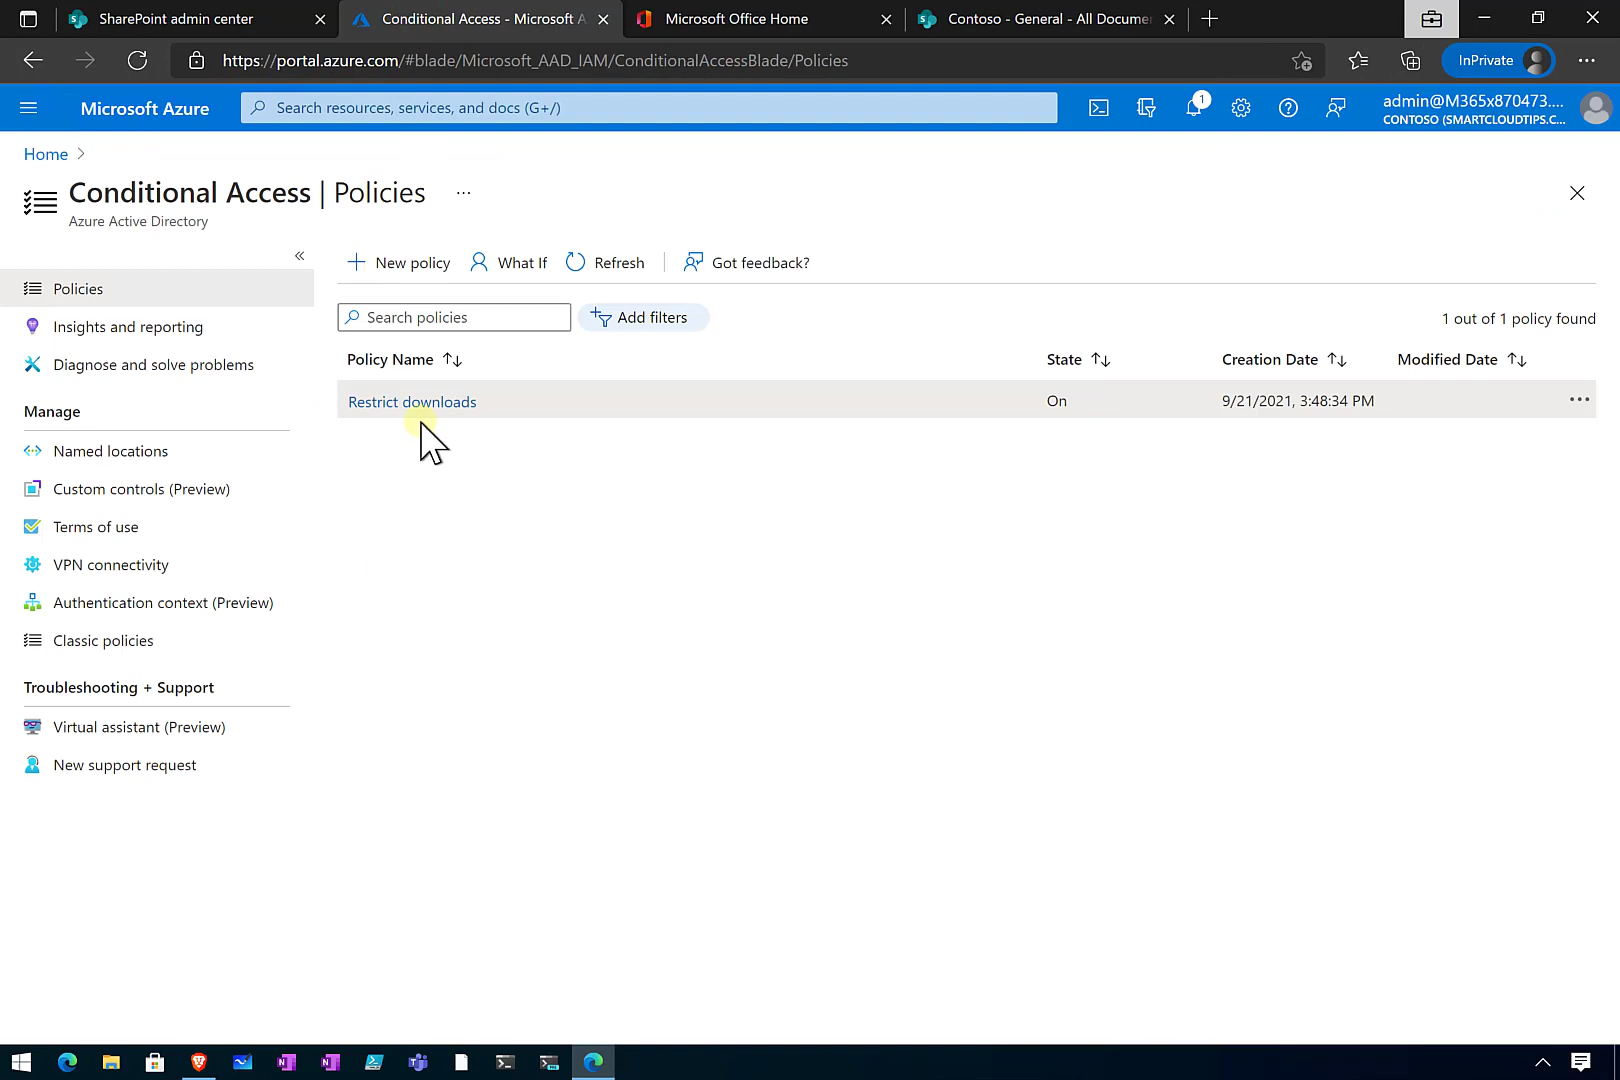 SharePoint admin center
Conditional Access - Microsoft A
Microsoft Office Home
Contoso - General - All Documen
https://portal.azure.com/#blade/Microsoft_AAD_IAM/ConditionalAccessBlade/Policies
InPrivate
Microsoft Azure
Search resources, services, and docs (G+/)
1
admin@M365x870473....
CONTOSO (SMARTCLOUDTIPS.C...
Home
Conditional Access | Policies
...
Azure Active Directory
«
New policy
What If
Refresh
Got feedback?
Policies
Insights and reporting
Diagnose and solve problems
Manage
Named locations
Custom controls (Preview)
Terms of use
VPN connectivity
Authentication context (Preview)
Classic policies
Troubleshooting + Support
Virtual assistant (Preview)
New support request
Search policies
Add filters
1 out of 1 policy found
Policy Name
State
Creation Date
Modified Date
Restrict downloads
On
9/21/2021, 3:48:34 PM
...